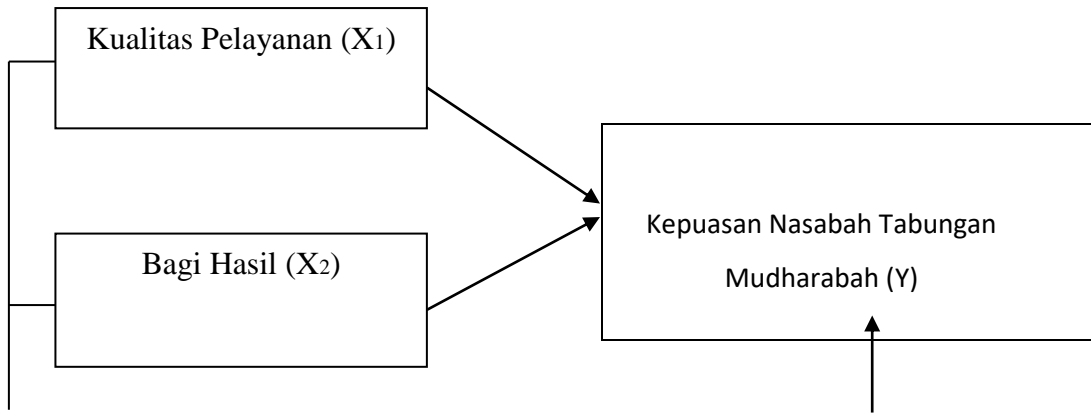 Kualitas Pelayanan (X1)
Bagi Hasil (X2)
Kepuasan Nasabah Tabungan
Mudharabah (Y)